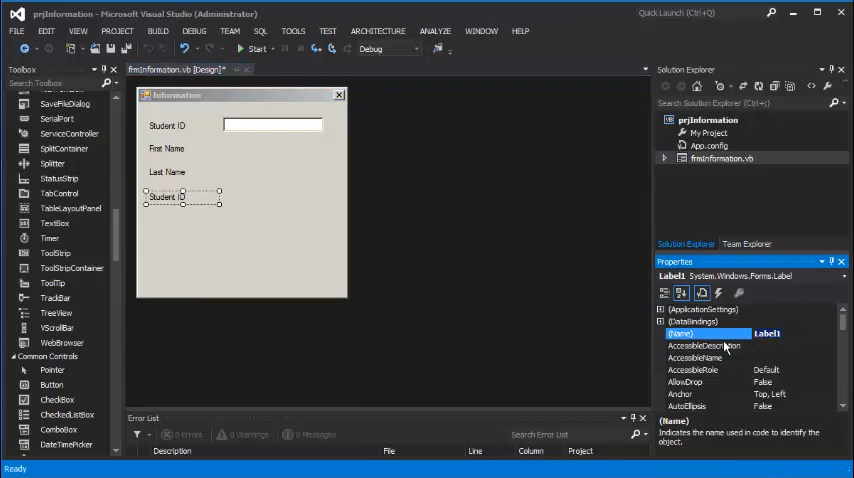 prjInformation - Microsoft Visual Studio (Administrator)
Quick Launch (Ctrl+;)
FILE EDIT VIEW PROJECT BUILD DEBUG TEAM SQL TOOLS TEST ARCHITECTURE ANALYZE WINDOW HELP
Start
Debug
Toolbox
Search Toolbox
SaveFileDialog
SerialPort
ServiceController
SplitContainer
Splitter
StatusStrip
TabControl
TableLayoutPanel
TextBox
Timer
ToolStrip
ToolStripContainer
ToolTip
TrackBar
TreeView
VScrollBar
WebBrowser
Common Controls
Pointer
Button
CheckBox
CheckedListBox
ComboBox
DateTimePicker
frmInformation.vb [Design]*
Information
Student ID
First Name
Last Name
Student ID
Error List
0 Errors
0 Warnings
0 Messages
Search Error List
Description File Line Column Project
Solution Explorer
Search Solution Explorer (Ctrl+;)
VB prjInformation
My Project
App.config
frmInformation.vb
Solution Explorer Team Explorer
Properties
Label1 System.Windows.Forms.Label
(ApplicationSettings)
(DataBindings)
(Name) Label1
AccessibleDescription
AccessibleName
AccessibleRole Default
AllowDrop False
Anchor Top, Left
AutoEllipsis False
(Name)
Indicates the name used in code to identify the
object.
Ready